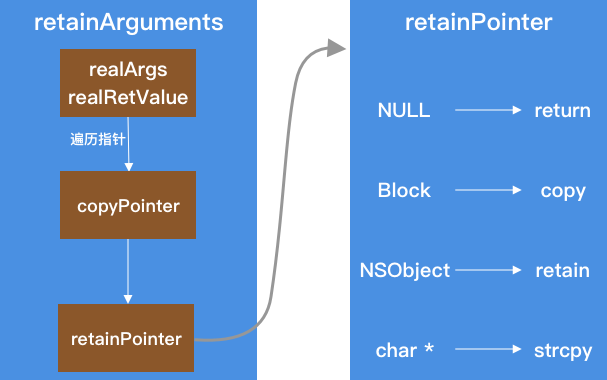 retainArguments
realArgs
realRetValue
遍历指针
copyPointer
retainPointer
retainPointer
NULL return
Block copy
NSObject retain
char * strcpy